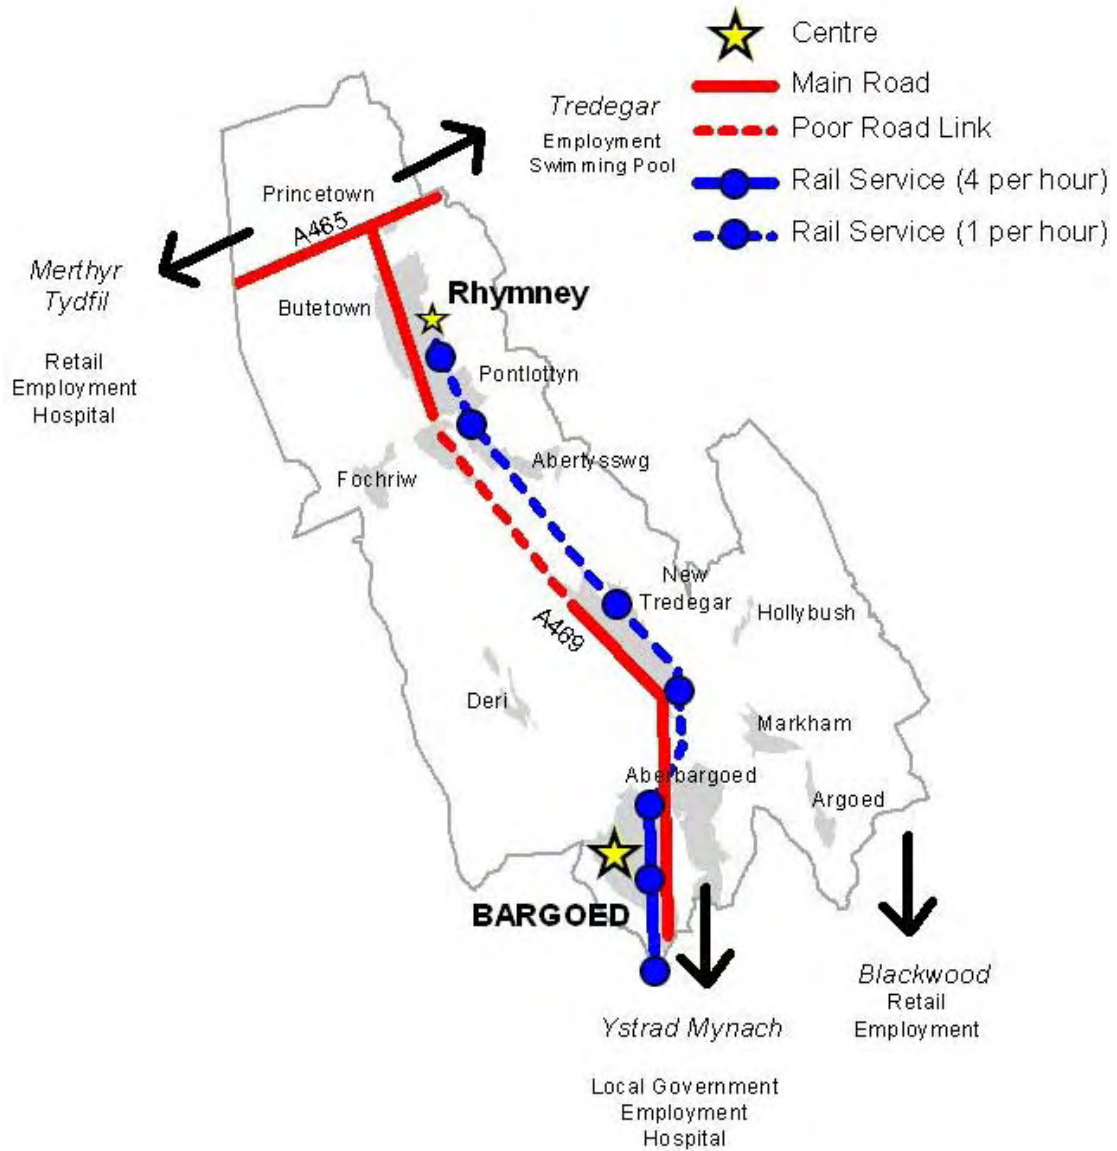 Centre
Main Road
Poor Road Link
Rail Service (4 per hour)
Rail Service (1 per hour)
Tredegar
Employment
Swimming Pool
Princetown
A465
Merthyr
Tydfil
Retail
Employment
Hospital
Butetown
Rhymney
Pontlottyn
Abertysswg
Fochriw
New
Tredegar
Hollybush
A469
Deri
Markham
Aberbargoed
Argoed
BARGOED
Blackwood
Retail
Employment
Ystrad Mynach
Local Government
Employment
Hospital